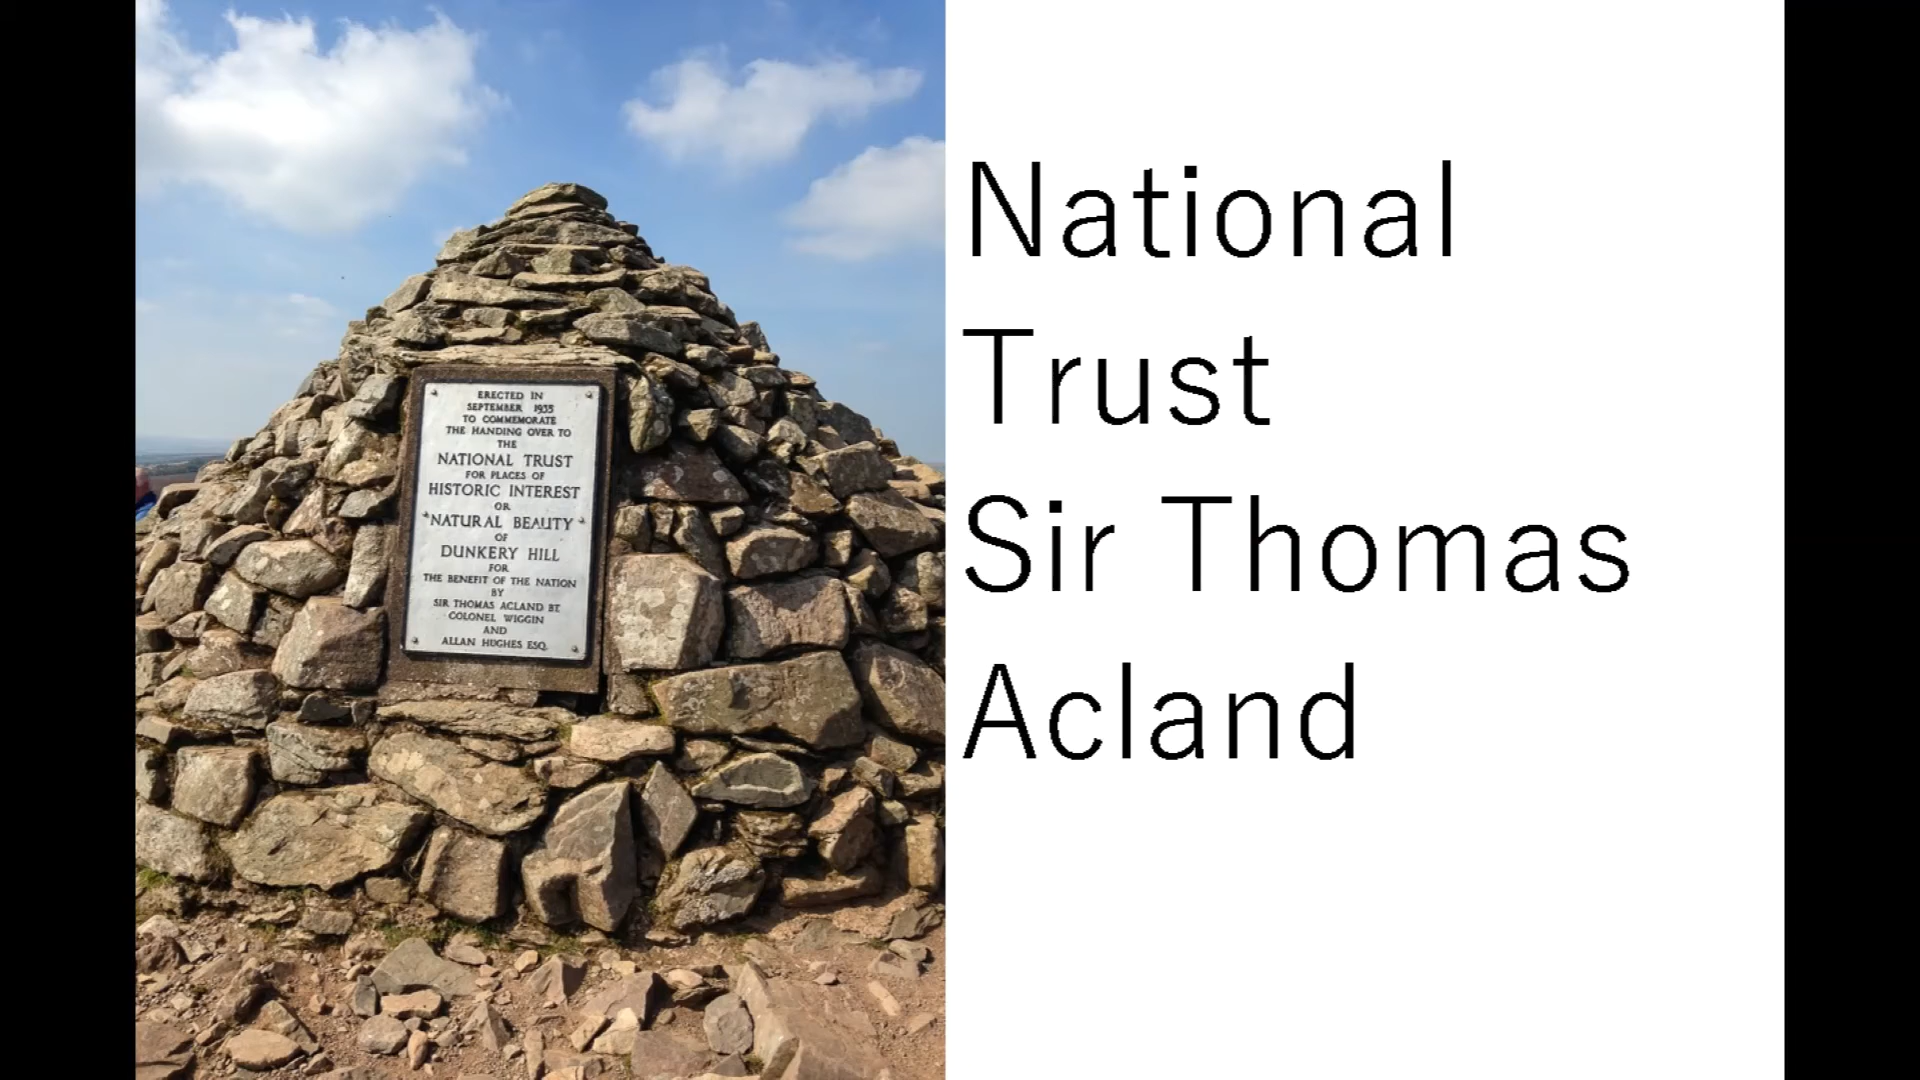 ERECTED IN
SEPTEMBER 1935
TO COMMEMORATE
THE HANDING OVER TO
THE
NATIONAL TRUST
FOR PLACES OF
HISTORIC INTEREST
OR
NATURAL BEAUTY
OF
DUNKERY HILL
FOR
THE BENEFIT OF THE NATION
BY
SIR THOMAS ACLAND BT.
COLONEL WIGGIN
AND
ALLAN HUGHES ESQ.
National
Trust
Sir Thomas
Acland